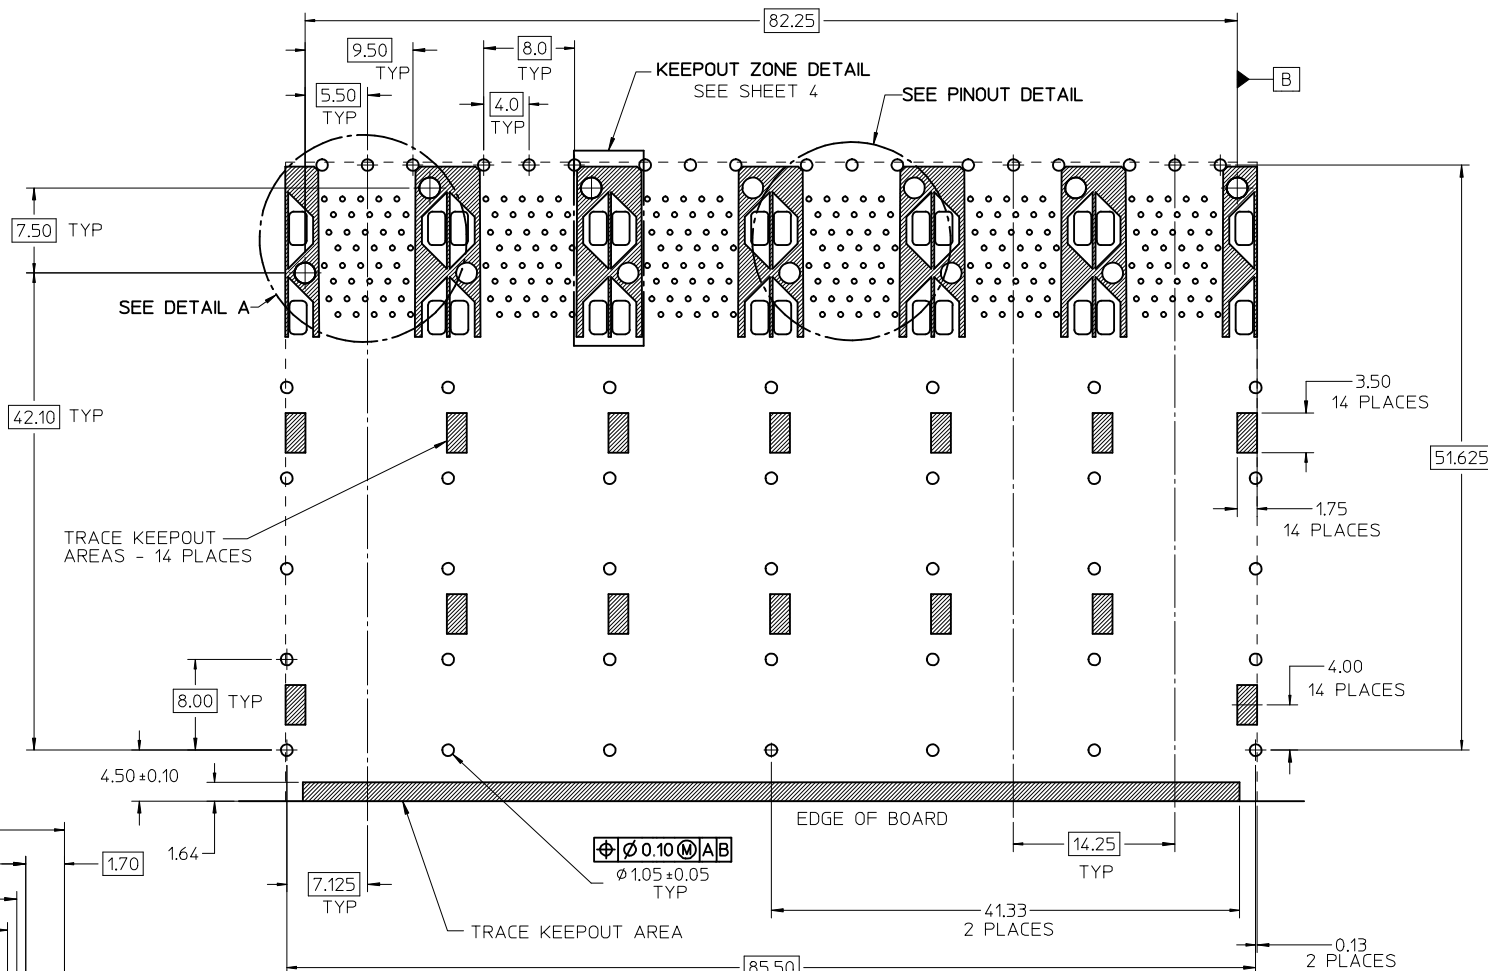 82.25
9.50
TYP
8.0
TYP
KEEPOUT ZONE DETAIL
SEE SHEET 4
B
5.50
TYP
4.0
TYP
SEE PINOUT DETAIL
7.50 TYP
SEE DETAIL A
42.10 TYP
3.50
14 PLACES
51.625
TRACE KEEPOUT
AREAS - 14 PLACES
1.75
14 PLACES
8.00 TYP
4.00
14 PLACES
4.50 ±0.10
EDGE OF BOARD
1.64
1.70
⌖ Ø 0.10 Ⓜ A B
Ø 1.05 ±0.05
TYP
14.25
TYP
7.125
TYP
41.33
2 PLACES
TRACE KEEPOUT AREA
0.13
2 PLACES
85.50